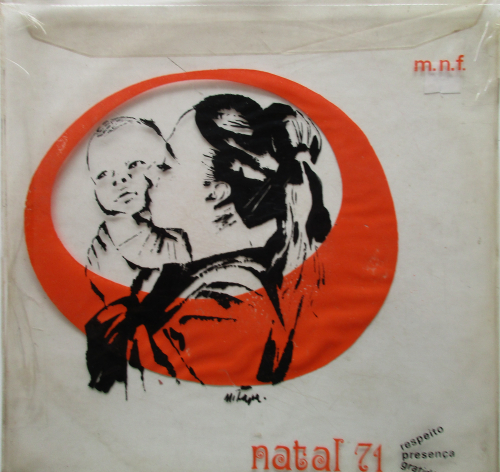 m.n.f.
natal 71
respeito
presença